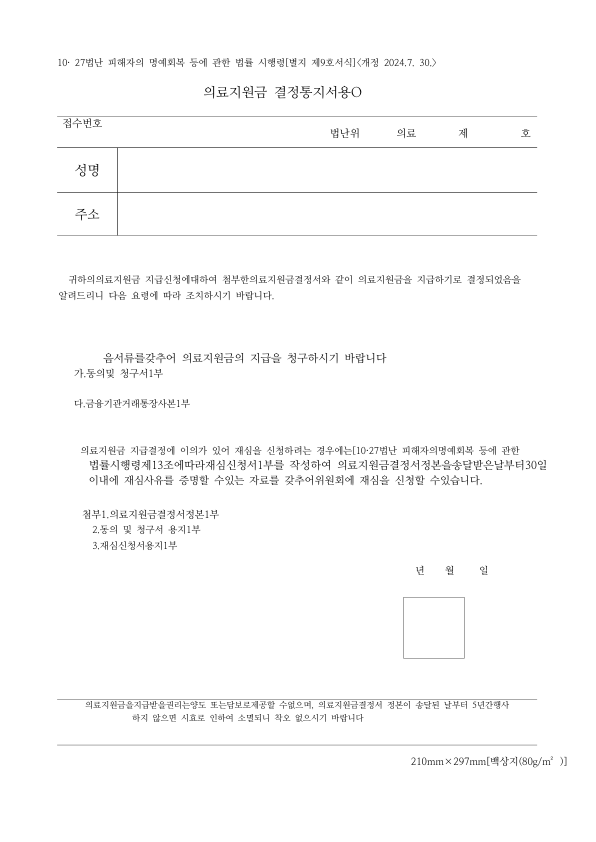 10· 27법난 피해자의 명예회복 등에 관한 법률 시행령[별지 제9호서식]<개정 2024.7. 30.>
의료지원금 결정통지서용O
접수번호
법난위 의료 제 호
성명
주소
귀하의의료지원금 지급신청에대하여 첨부한의료지원금결정서와 같이 의료지원금을 지급하기로 결정되었음을
알려드리니 다음 요령에 따라 조치하시기 바랍니다.
음서류를갖추어 의료지원금의 지급을 청구하시기 바랍니다
가.동의및 청구서1부
다.금융기관거래통장사본1부
의료지원금 지급결정에 이의가 있어 재심을 신청하려는 경우에는[10·27법난 피해자의명예회복 등에 관한
법률시행령제13조에따라재심신청서1부를 작성하여 의료지원금결정서정본을송달받은날부터30일
이내에 재심사유를 증명할 수있는 자료를 갖추어위원회에 재심을 신청할 수있습니다.
첨부1.의료지원금결정서정본1부
2.동의 및 청구서 용지1부
3.재심신청서용지1부
년 월 일
의료지원금을지급받을권리는양도 또는담보로제공할 수없으며, 의료지원금결정서 정본이 송달된 날부터 5년간행사
하지 않으면 시효로 인하여 소멸되니 착오 없으시기 바랍니다
210mm×297mm[백상지(80g/m² )]